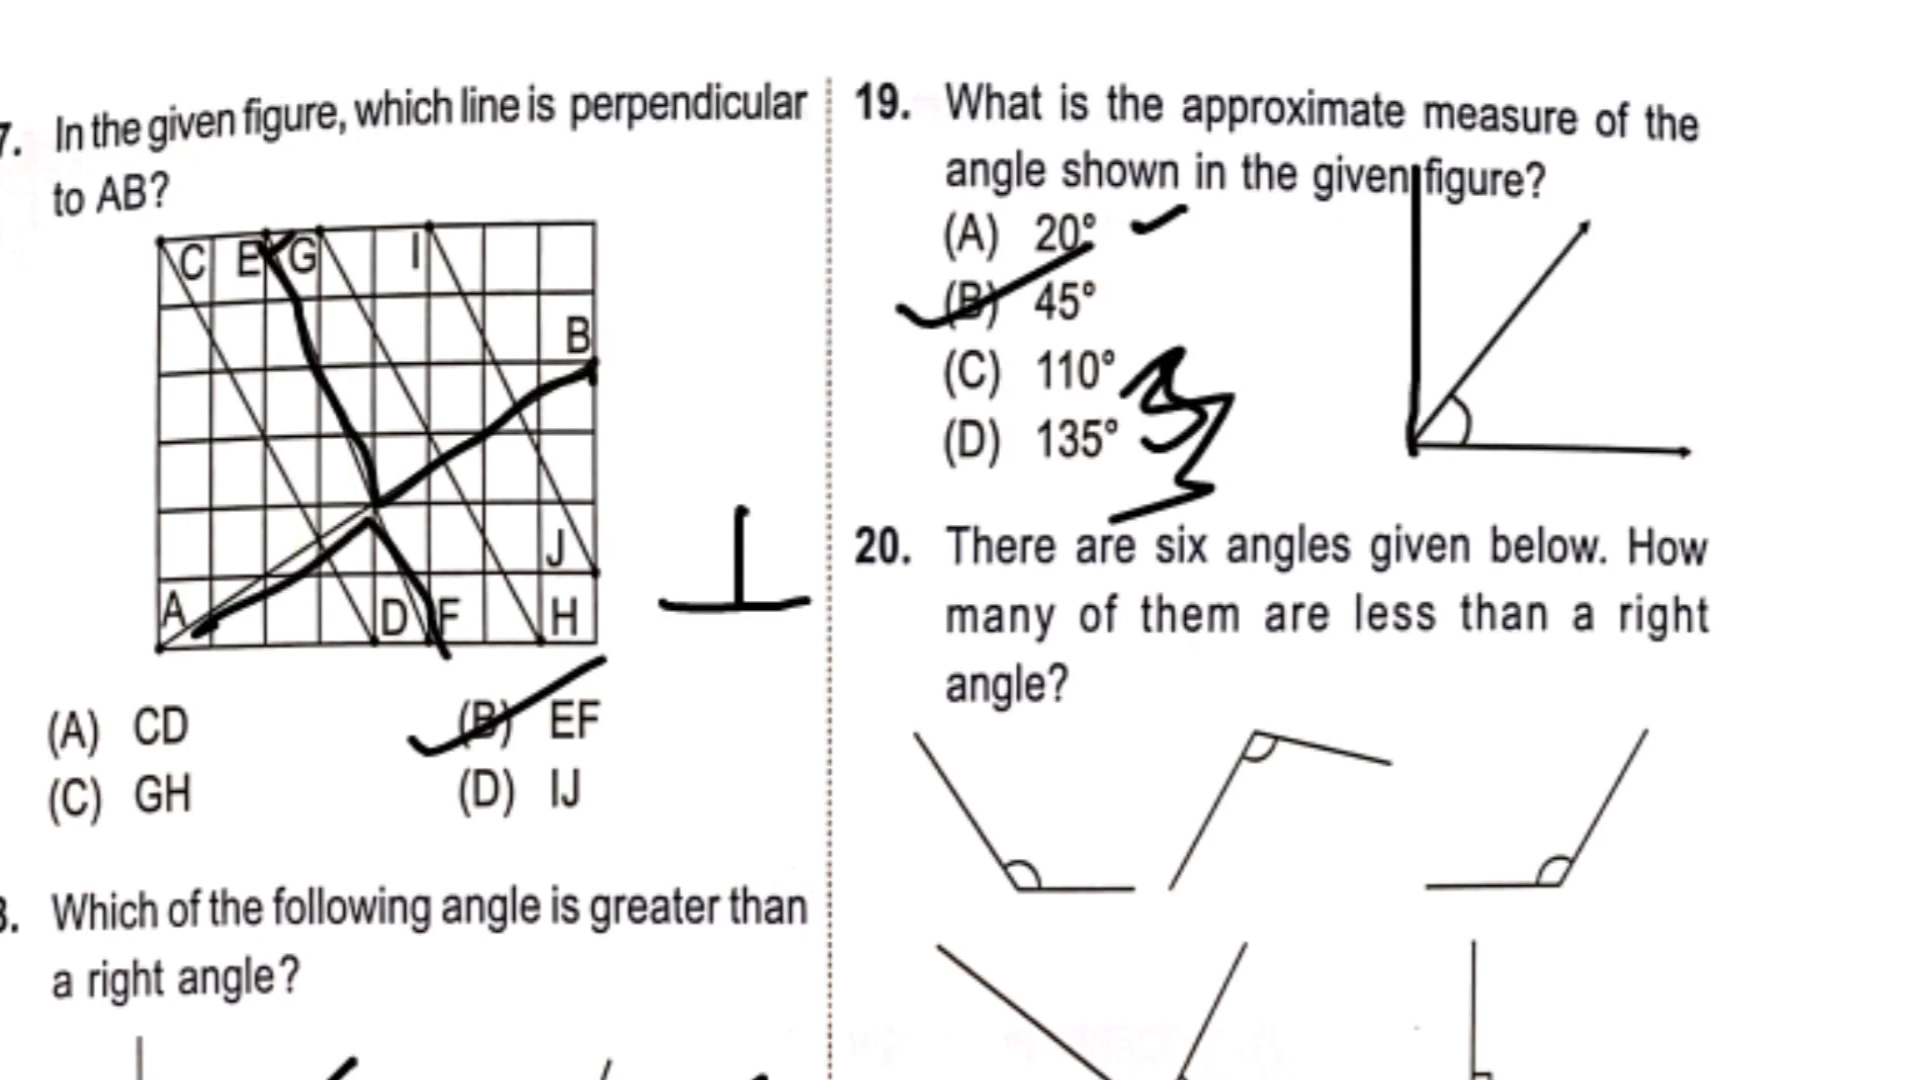 7. In the given figure, which line is perpendicular
to AB?
C E G I
B
J
A D F H
(A) CD (B) EF
(C) GH (D) IJ
8. Which of the following angle is greater than
a right angle?
19. What is the approximate measure of the
angle shown in the given figure?
(A) 20°
(B) 45°
(C) 110°
(D) 135°
20. There are six angles given below. How
many of them are less than a right
angle?